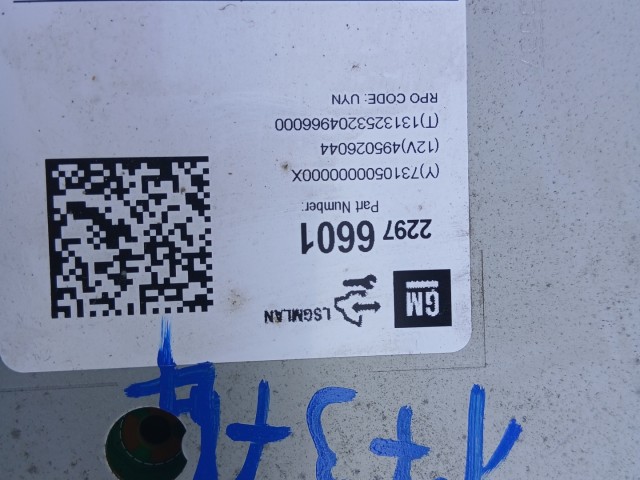 GM LSGMLAN
2297 6601
Part Number:
(Y)7310500000000X
(12V)495026044
(T)1313253204966000
RPO CODE: UYN